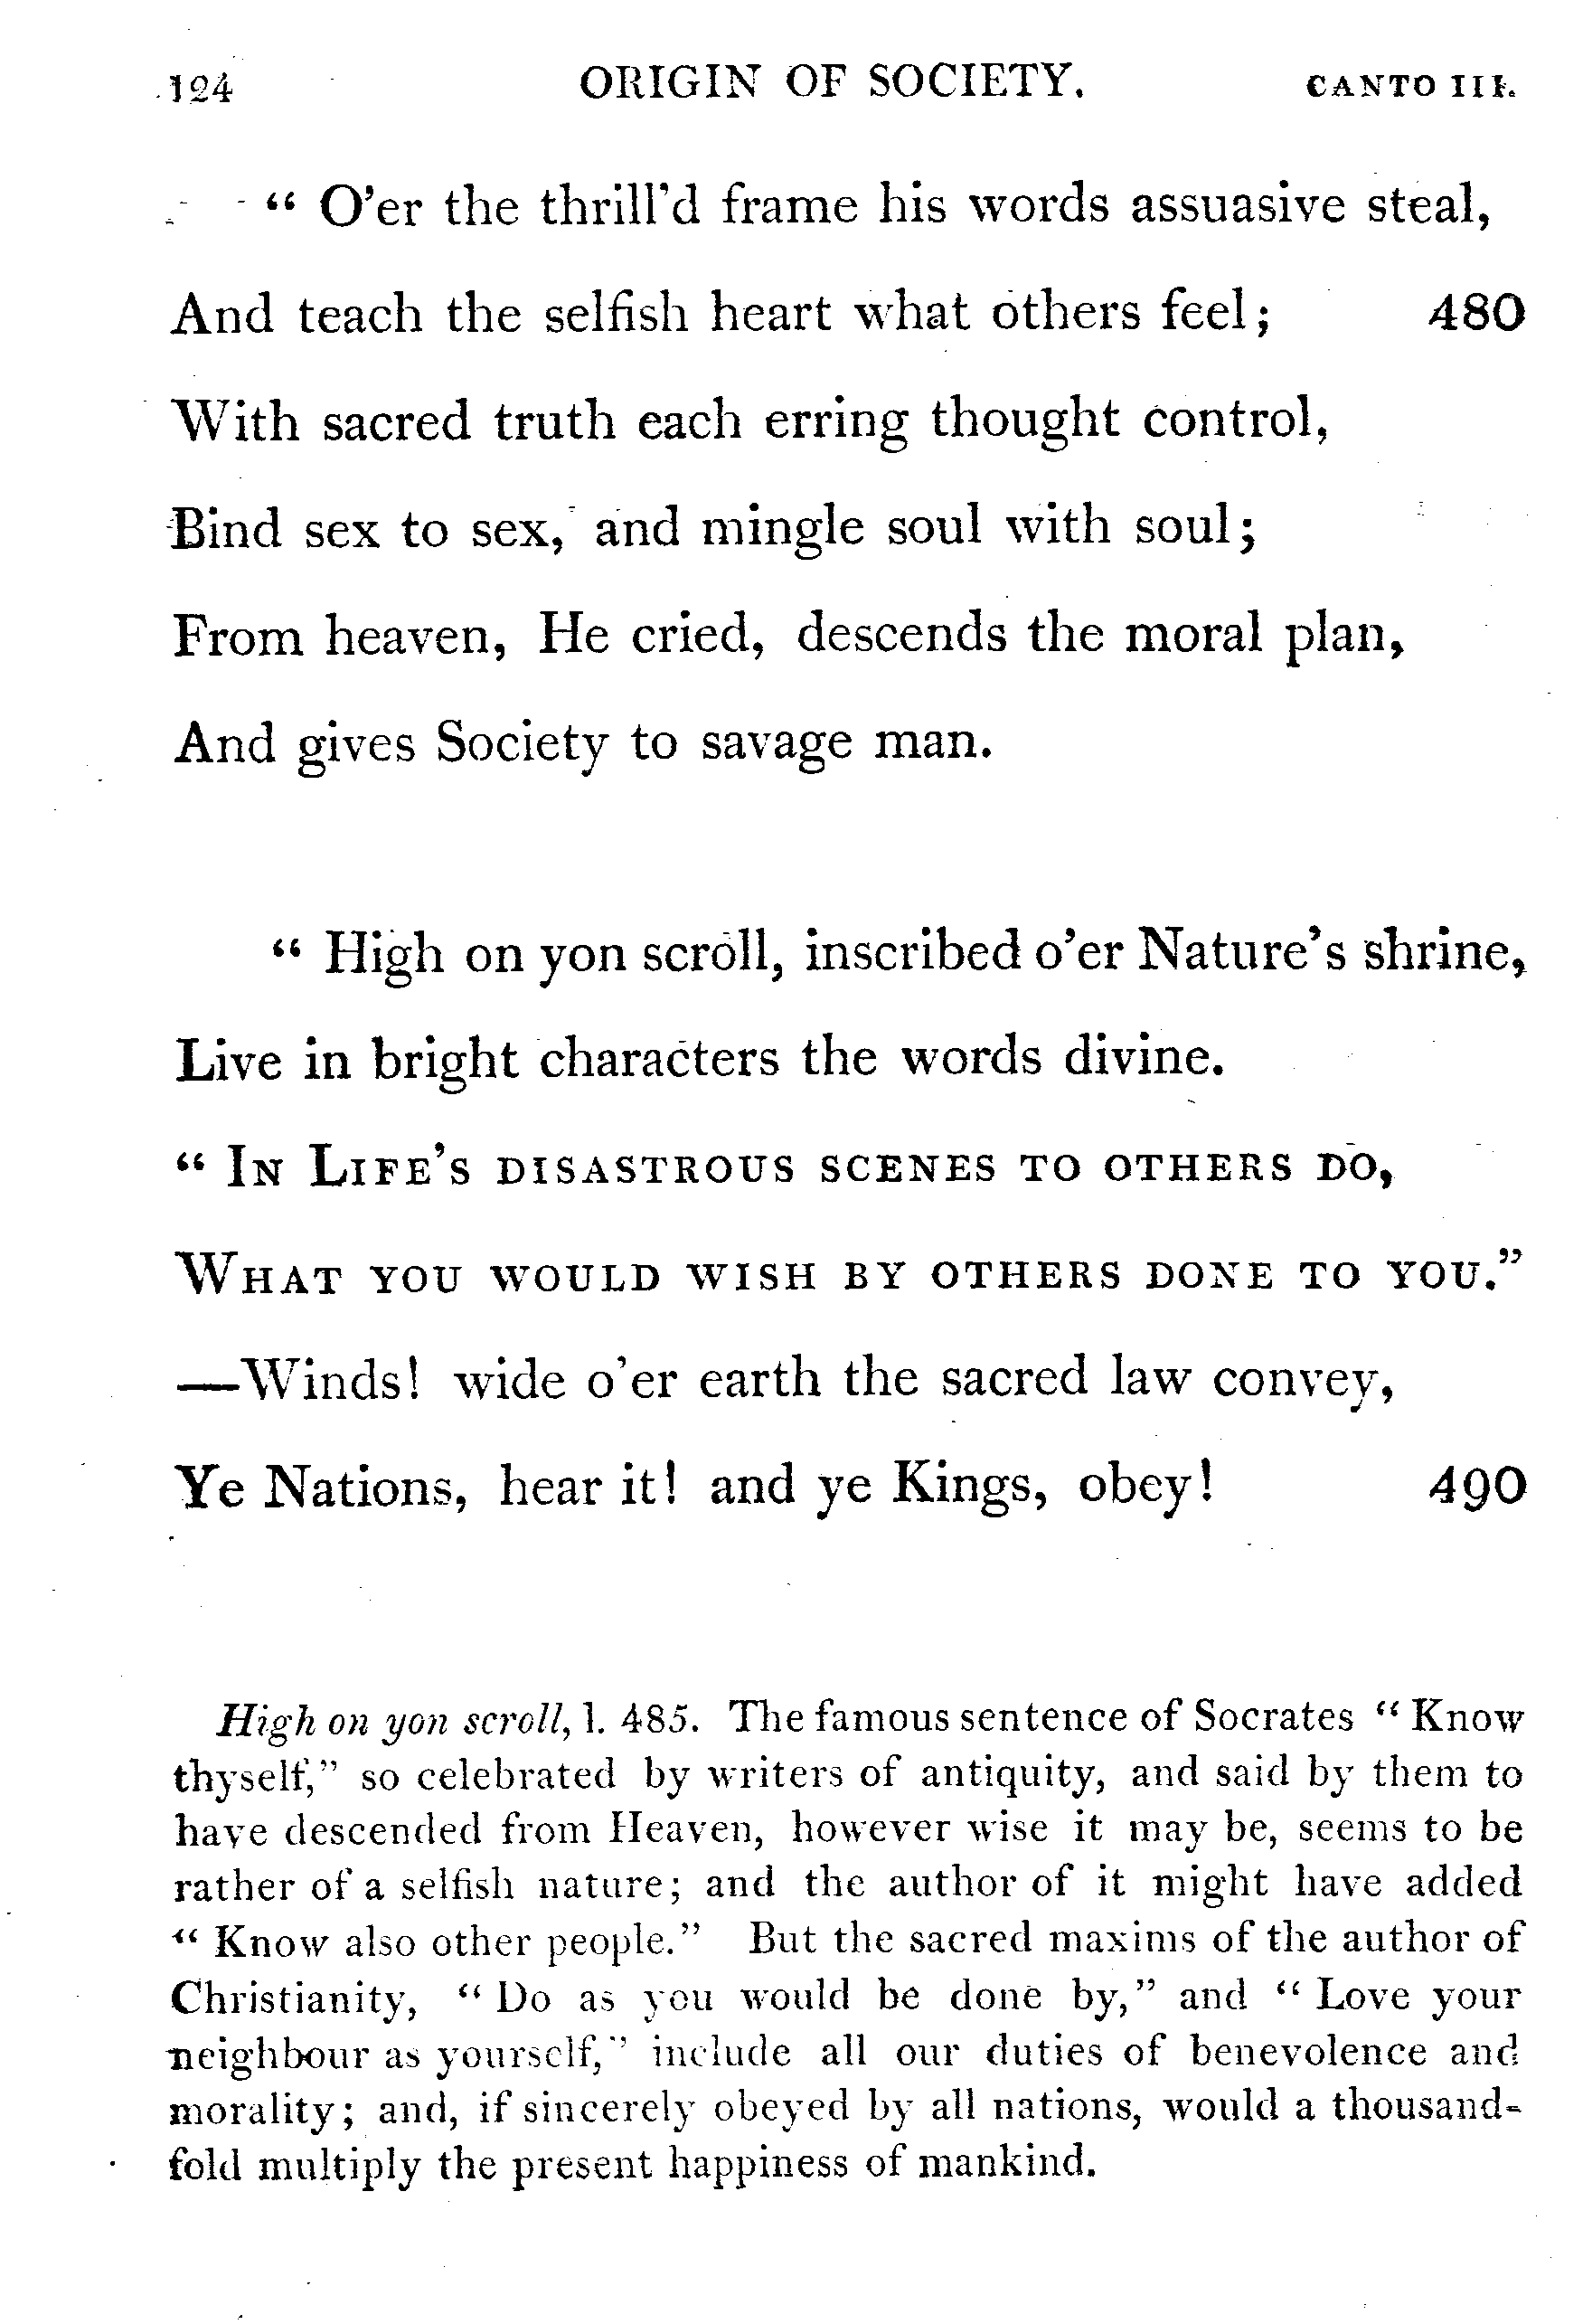 124 ORIGIN OF SOCIETY. CANTO III.
“ O’er the thrill’d frame his words assuasive steal,
And teach the selfish heart what others feel; 480
With sacred truth each erring thought control,
Bind sex to sex, and mingle soul with soul;
From heaven, He cried, descends the moral plan,
And gives Society to savage man.
“ High on yon scroll, inscribed o’er Nature’s shrine,
Live in bright characters the words divine.
“ IN LIFE’S DISASTROUS SCENES TO OTHERS DO,
WHAT YOU WOULD WISH BY OTHERS DONE TO YOU.”
—Winds! wide o’er earth the sacred law convey,
Ye Nations, hear it! and ye Kings, obey! 490
High on yon scroll, l. 485. The famous sentence of Socrates “ Know
thyself,” so celebrated by writers of antiquity, and said by them to
have descended from Heaven, however wise it may be, seems to be
rather of a selfish nature; and the author of it might have added
“ Know also other people.” But the sacred maxims of the author of
Christianity, “ Do as you would be done by,” and “ Love your
neighbour as yourself,” include all our duties of benevolence and
morality; and, if sincerely obeyed by all nations, would a thousand-
fold multiply the present happiness of mankind.